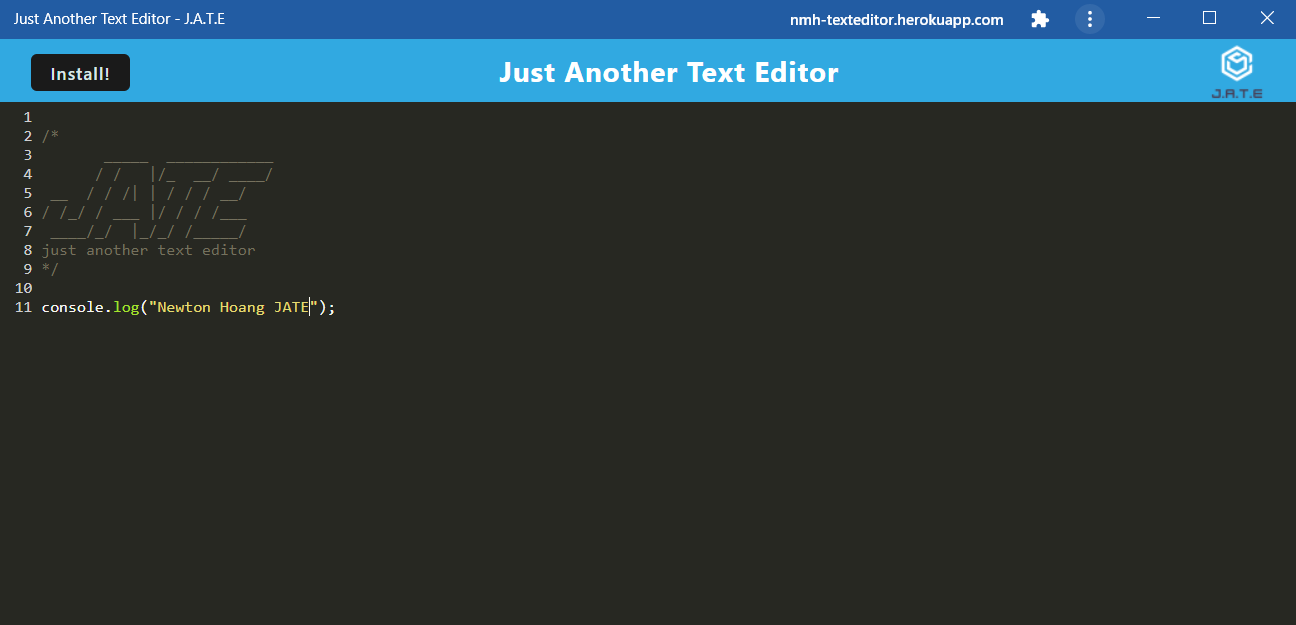 Just Another Text Editor - J.A.T.E
nmh-texteditor.herokuapp.com
Install!
Just Another Text Editor
J.A.T.E
1
2 /*
3        _____  ____________
4       / /   |/_  __/ ____/
5  __  / / /| | / / / __/
6 / /_/ / ___ |/ / / /___
7  ____/_/  |_/_/ /_____/
8 just another text editor
9 */
10
11 console.log("Newton Hoang JATE");